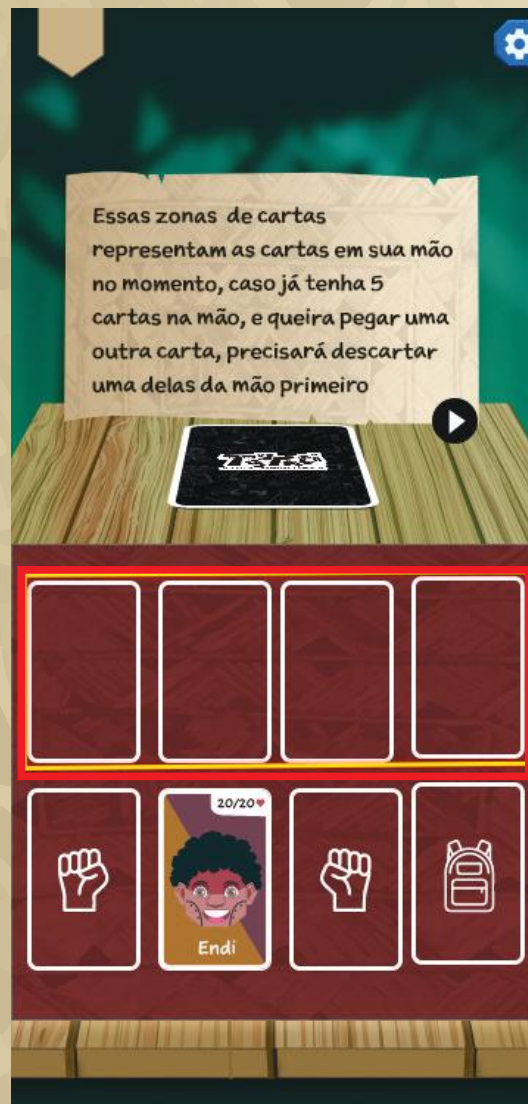 Essas zonas de cartas
representam as cartas em sua mão
no momento, caso já tenha 5
cartas na mão, e queira pegar uma
outra carta, precisará descartar
uma delas da mão primeiro
20/20
Endi